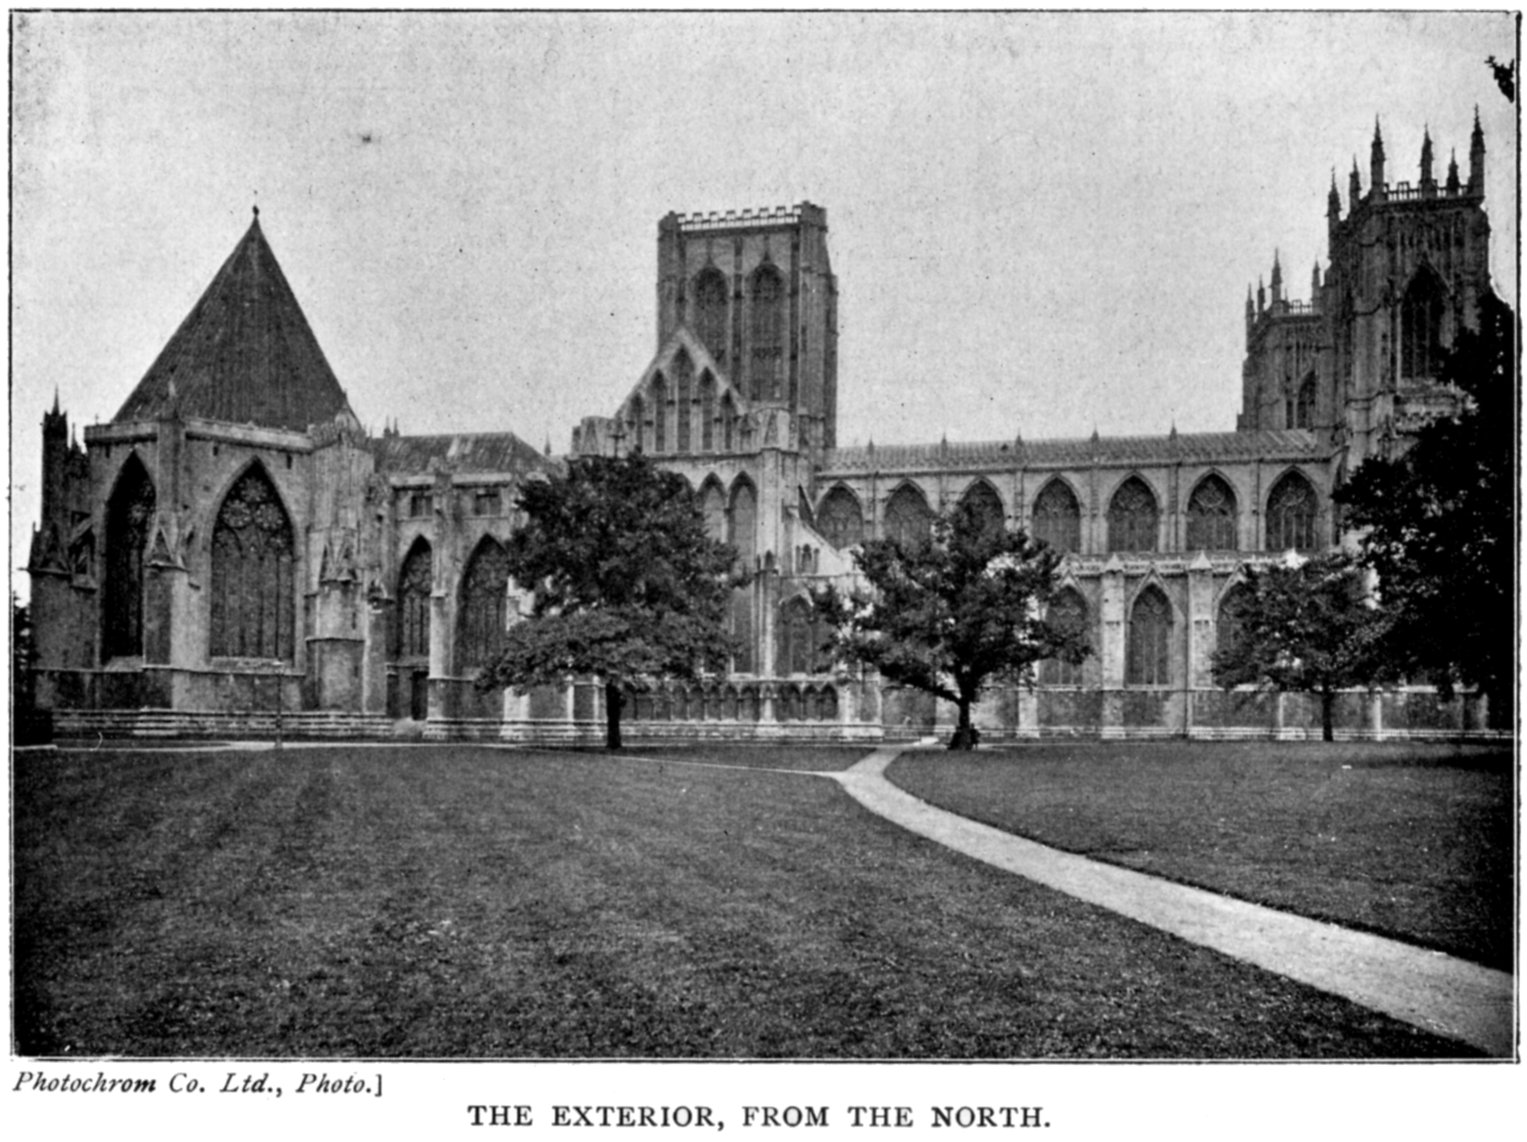 Photochrom Co. Ltd., Photo.]
THE EXTERIOR, FROM THE NORTH.